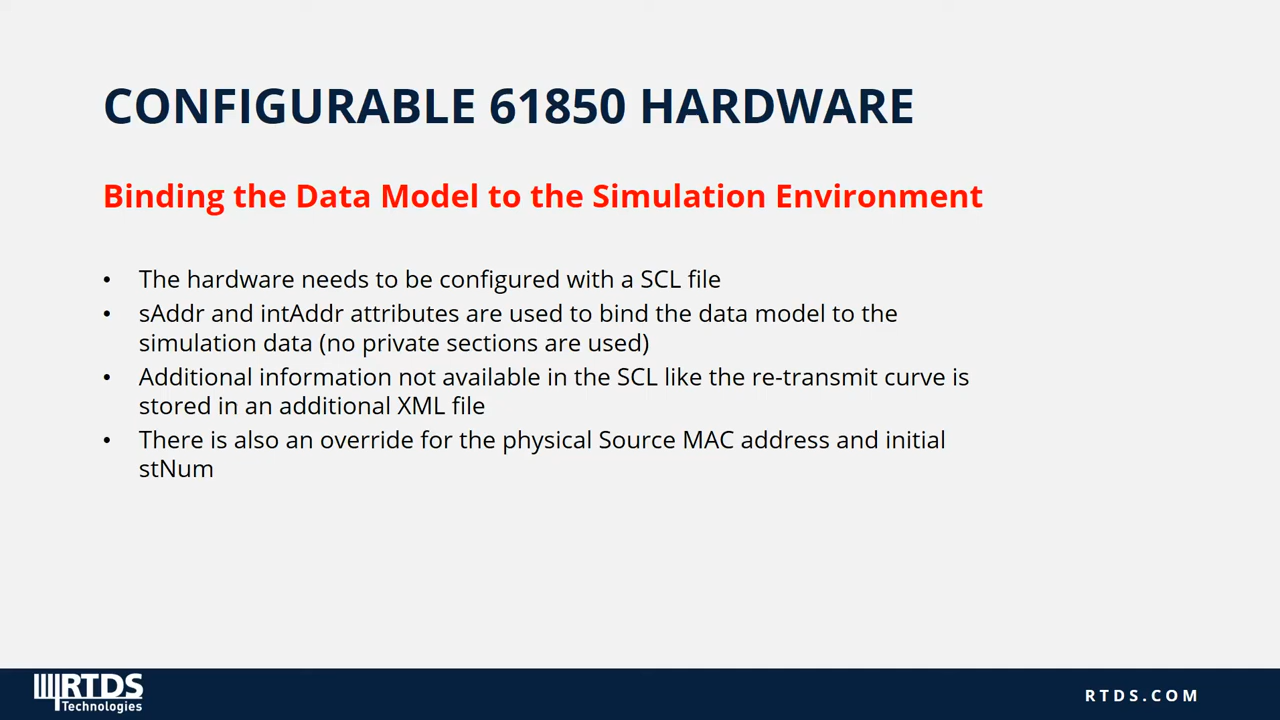 CONFIGURABLE 61850 HARDWARE
Binding the Data Model to the Simulation Environment
• The hardware needs to be configured with a SCL file
• sAddr and intAddr attributes are used to bind the data model to the
simulation data (no private sections are used)
• Additional information not available in the SCL like the re-transmit curve is
stored in an additional XML file
• There is also an override for the physical Source MAC address and initial
stNum
RTDS
Technologies
RTDS.COM